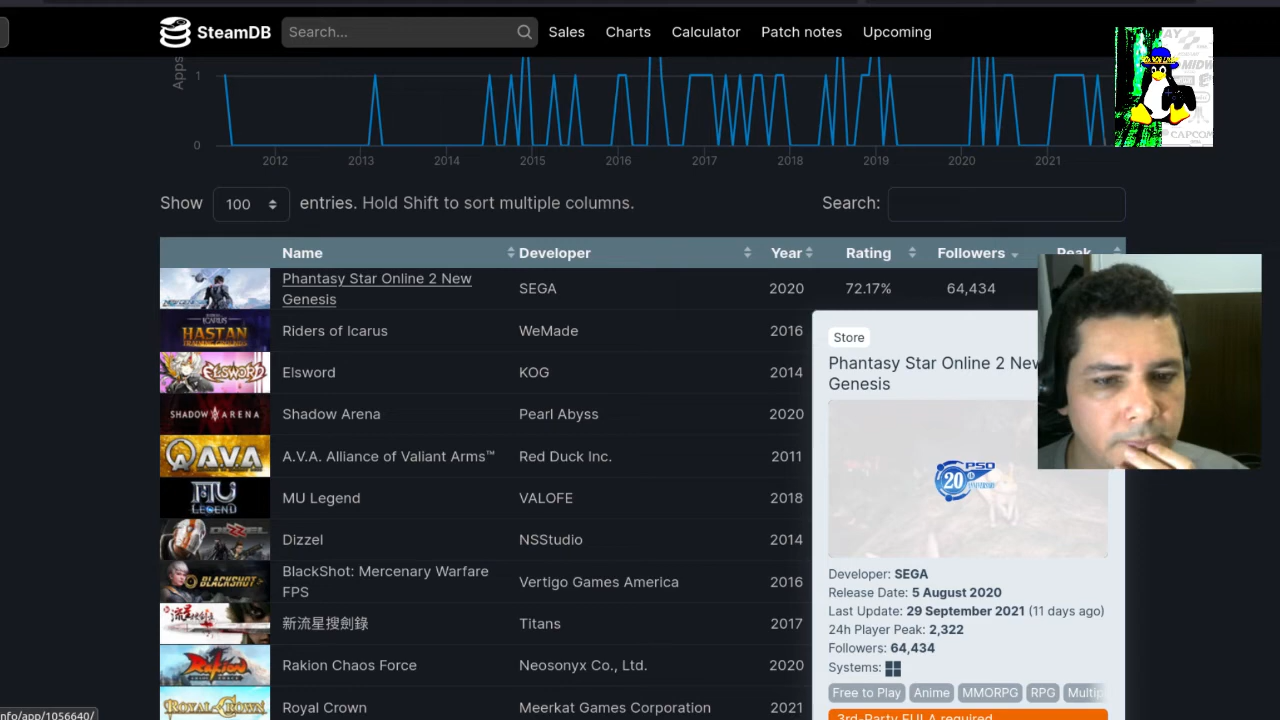 SteamDB Search... Sales Charts Calculator Patch notes Upcoming
Apps
1
0
2012 2013 2014 2015 2016 2017 2018 2019 2020 2021
CAPCOM
Show 100 entries. Hold Shift to sort multiple columns. Search:
Name Developer Year Rating Followers Peak
Phantasy Star Online 2 New
Genesis
SEGA 2020 72.17% 64,434
HASTAN
Riders of Icarus WeMade 2016
ELSWORD
Elsword KOG 2014
SHADOW ARENA
Shadow Arena Pearl Abyss 2020
AVA
A.V.A. Alliance of Valiant Arms™ Red Duck Inc. 2011
MU
LEGEND
MU Legend VALOFE 2018
DIZZEL
Dizzel NSStudio 2014
BLACKSHOT
BlackShot: Mercenary Warfare
FPS
Vertigo Games America 2016
新流星搜劍錄 Titans 2017
Rakion
Rakion Chaos Force Neosonyx Co., Ltd. 2020
ROYAL CROWN
Royal Crown Meerkat Games Corporation 2021
Store
Phantasy Star Online 2 New
Genesis
PSO
20
Developer: SEGA
Release Date: 5 August 2020
Last Update: 29 September 2021 (11 days ago)
24h Player Peak: 2,322
Followers: 64,434
Systems:
Free to Play Anime MMORPG RPG Multip
3rd-Party EULA required
nfo/app/1056640/